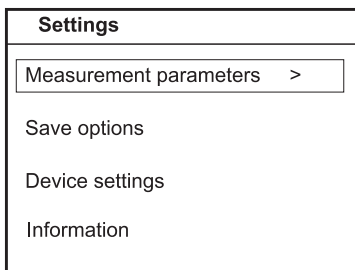 Settings
Measurement parameters >
Save options
Device settings
Information